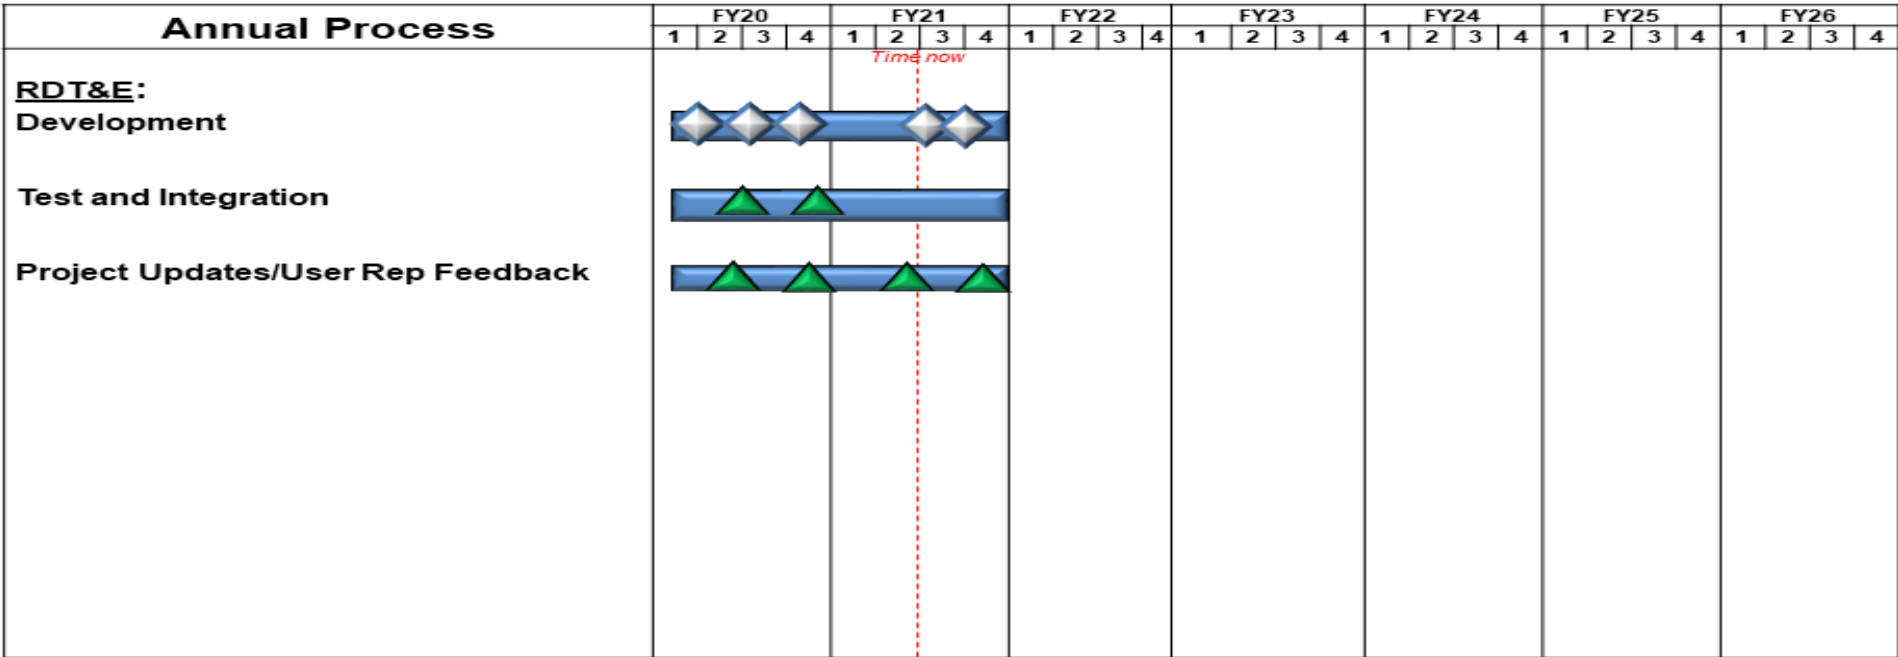 Annual Process
FY20 FY21 FY22 FY23 FY24 FY25 FY26
1 2 3 4 1 2 3 4 1 2 3 4 1 2 3 4 1 2 3 4 1 2 3 4 1 2 3 4
Time now
RDT&E:
Development
Test and Integration
Project Updates/User Rep Feedback